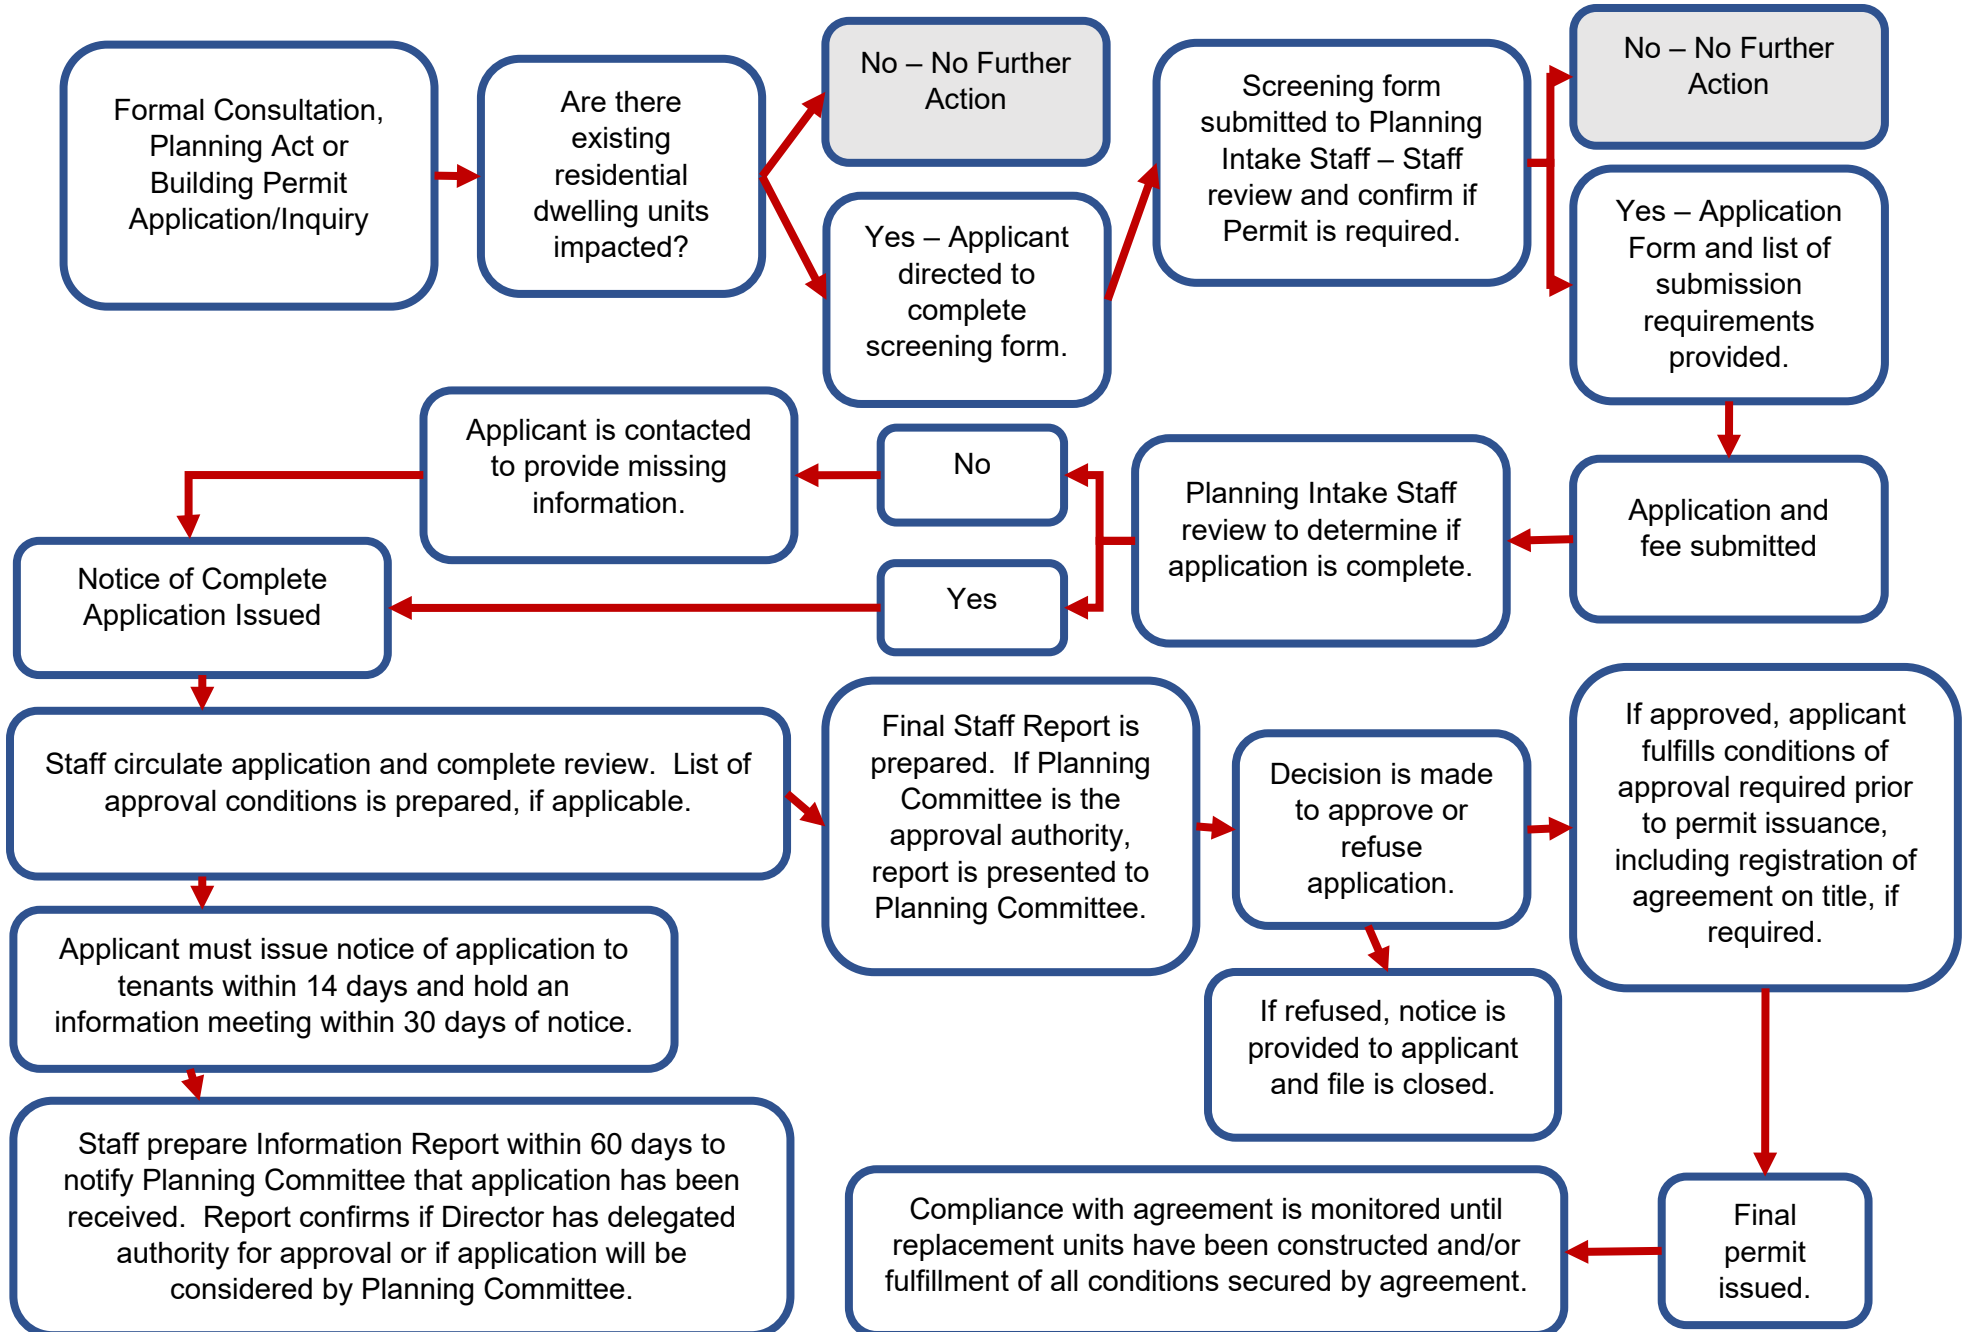 Formal Consultation,
Planning Act or
Building Permit
Application/Inquiry
Are there
existing
residential
dwelling units
impacted?
No – No Further
Action
Yes – Applicant
directed to
complete
screening form.
Screening form
submitted to Planning
Intake Staff – Staff
review and confirm if
Permit is required.
No – No Further
Action
Yes – Application
Form and list of
submission
requirements
provided.
Application and
fee submitted
Planning Intake Staff
review to determine if
application is complete.
No
Yes
Applicant is contacted
to provide missing
information.
Notice of Complete
Application Issued
Staff circulate application and complete review.  List of
approval conditions is prepared, if applicable.
Applicant must issue notice of application to
tenants within 14 days and hold an
information meeting within 30 days of notice.
Staff prepare Information Report within 60 days to
notify Planning Committee that application has been
received.  Report confirms if Director has delegated
authority for approval or if application will be
considered by Planning Committee.
Final Staff Report is
prepared.  If Planning
Committee is the
approval authority,
report is presented to
Planning Committee.
Decision is made
to approve or
refuse
application.
If refused, notice is
provided to applicant
and file is closed.
If approved, applicant
fulfills conditions of
approval required prior
to permit issuance,
including registration of
agreement on title, if
required.
Final
permit
issued.
Compliance with agreement is monitored until
replacement units have been constructed and/or
fulfillment of all conditions secured by agreement.